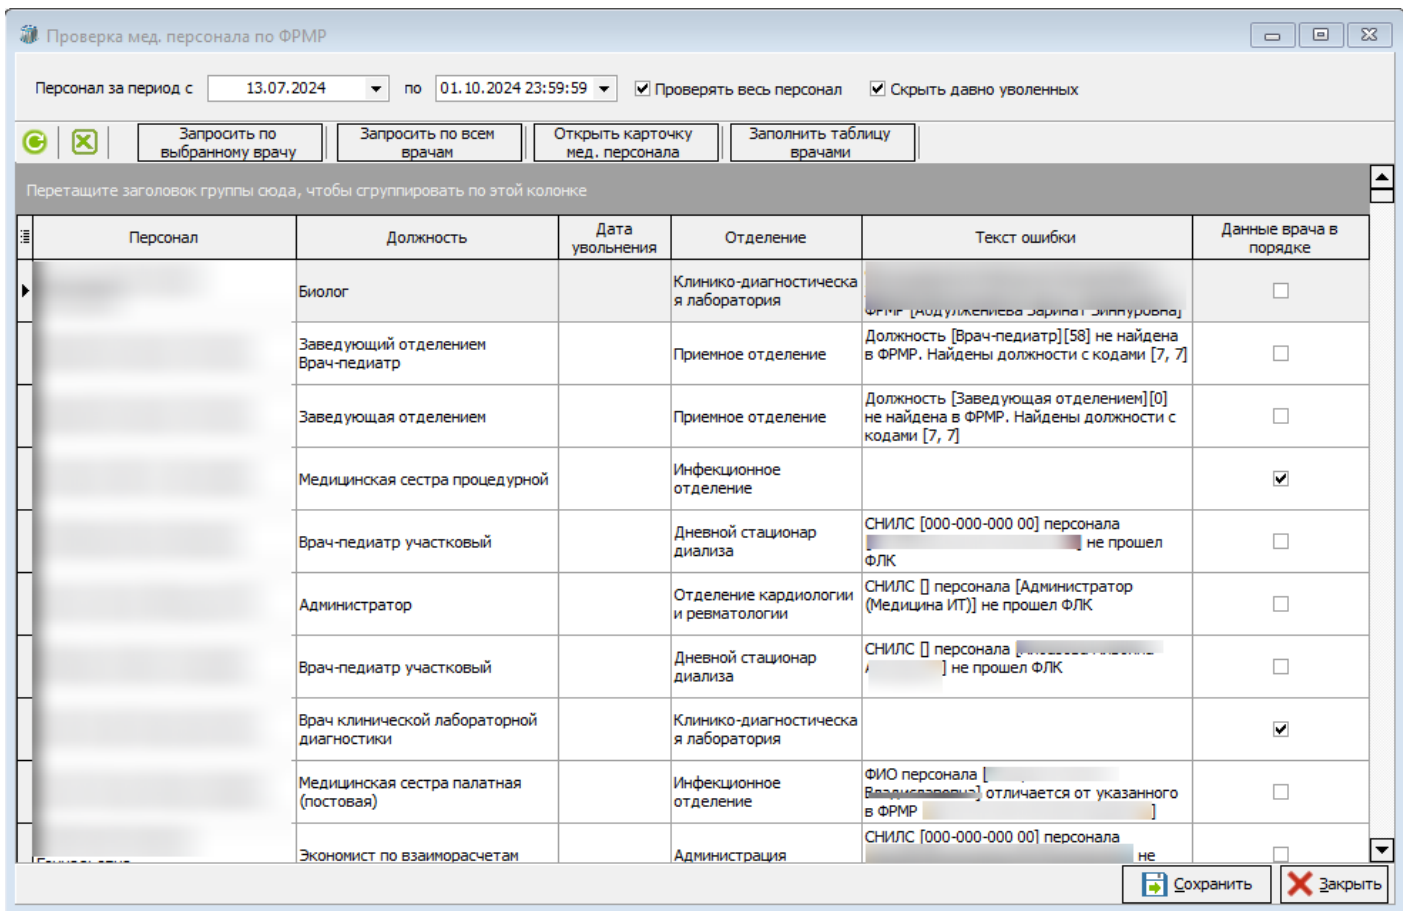 Проверка мед. персонала по ФРМР
Персонал за период с 13.07.2024 по 01.10.2024 23:59:59 Проверять весь персонал Скрыть давно уволенных
Запросить по выбранному врачу
Запросить по всем врачам
Открыть карточку мед. персонала
Заполнить таблицу врачами
Перетащите заголовок группы сюда, чтобы сгруппировать по этой колонке
Персонал Должность Дата увольнения Отделение Текст ошибки Данные врача в порядке
Биолог
Клинико-диагностическа
я лаборатория
Заведующий отделением
Врач-педиатр
Приемное отделение
Должность [Врач-педиатр][58] не найдена
в ФРМР. Найдены должности с кодами [7, 7]
Заведующая отделением
Приемное отделение
Должность [Заведующая отделением][0]
не найдена в ФРМР. Найдены должности с
кодами [7, 7]
Медицинская сестра процедурной
Инфекционное
отделение
Врач-педиатр участковый
Дневной стационар
диализа
СНИЛС [000-000-000 00] персонала
[ ] не прошел
ФЛК
Администратор
Отделение кардиологии
и ревматологии
СНИЛС [] персонала [Администратор
(Медицина ИТ)] не прошел ФЛК
Врач-педиатр участковый
Дневной стационар
диализа
СНИЛС [] персонала [
] не прошел ФЛК
Врач клинической лабораторной
диагностики
Клинико-диагностическа
я лаборатория
Медицинская сестра палатная
(постовая)
Инфекционное
отделение
ФИО персонала [
] отличается от указанного
в ФРМР ]
Экономист по взаиморасчетам
Администрация
СНИЛС [000-000-000 00] персонала
не
Сохранить
Закрыть